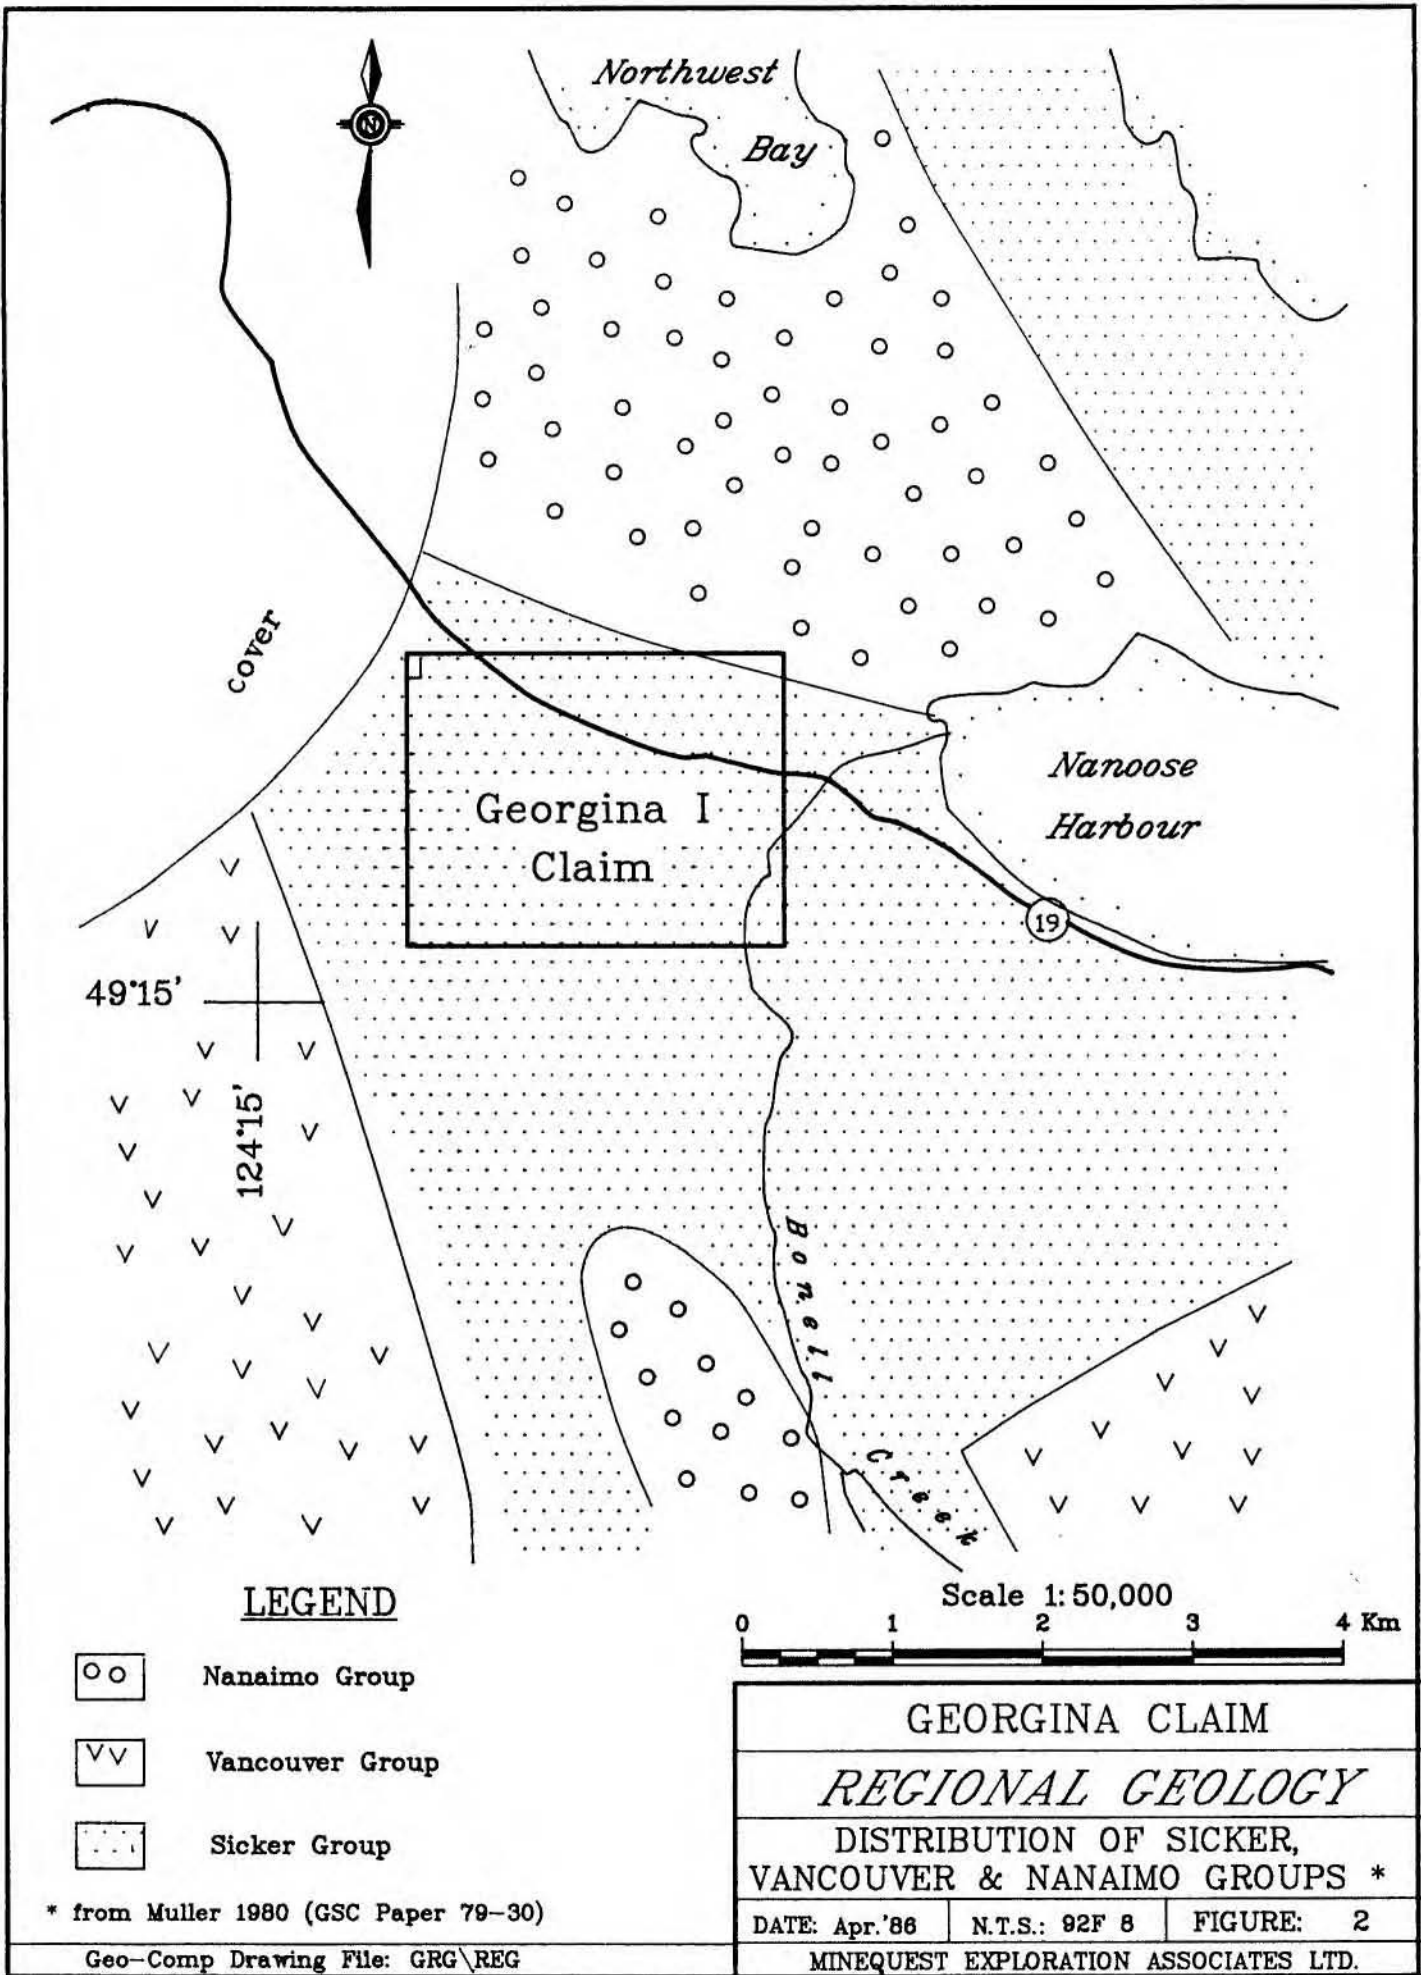 N
Northwest
Bay
cover
Georgina I
Claim
Nanoose
Harbour
19
49°15'
124°15'
Bonell
Creek
LEGEND
Nanaimo Group
Vancouver Group
Sicker Group
* from Muller 1980 (GSC Paper 79-30)
Geo-Comp Drawing File: GRG\REG
Scale 1:50,000
0 1 2 3 4 Km
GEORGINA CLAIM
REGIONAL GEOLOGY
DISTRIBUTION OF SICKER,
VANCOUVER & NANAIMO GROUPS *
DATE: Apr.'86 N.T.S.: 92F 8 FIGURE: 2
MINEQUEST EXPLORATION ASSOCIATES LTD.